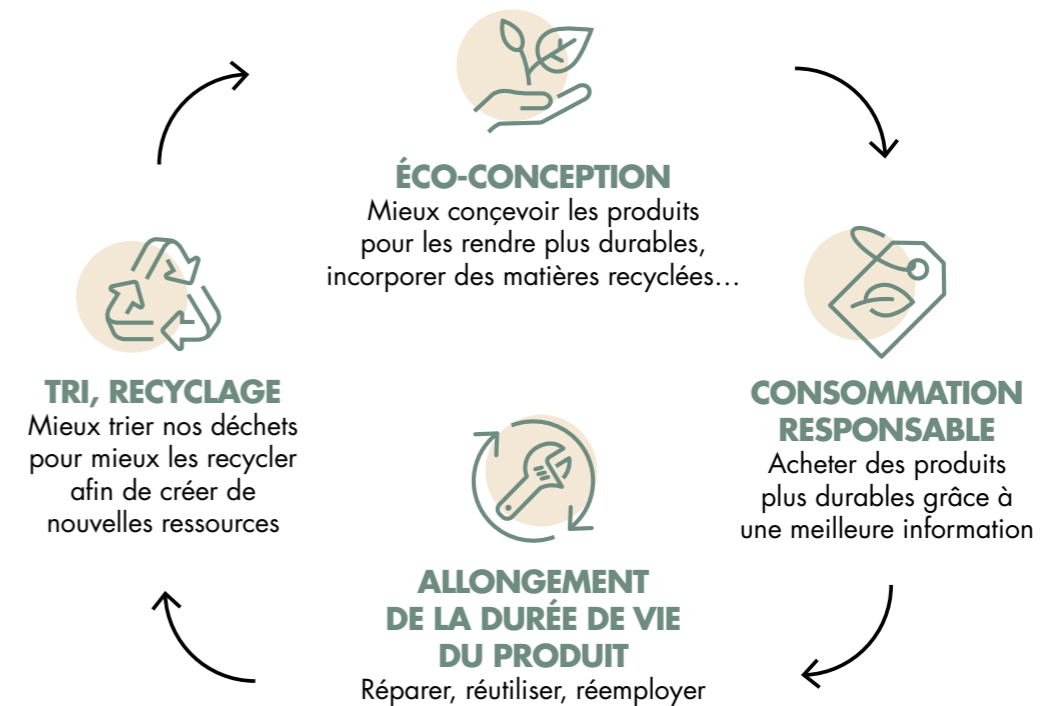 ÉCO-CONCEPTION
Mieux conçevoir les produits
pour les rendre plus durables,
incorporer des matières recyclées…
CONSOMMATION
RESPONSABLE
Acheter des produits
plus durables grâce à
une meilleure information
ALLONGEMENT
DE LA DURÉE DE VIE
DU PRODUIT
Réparer, réutiliser, réemployer
TRI, RECYCLAGE
Mieux trier nos déchets
pour mieux les recycler
afin de créer de
nouvelles ressources